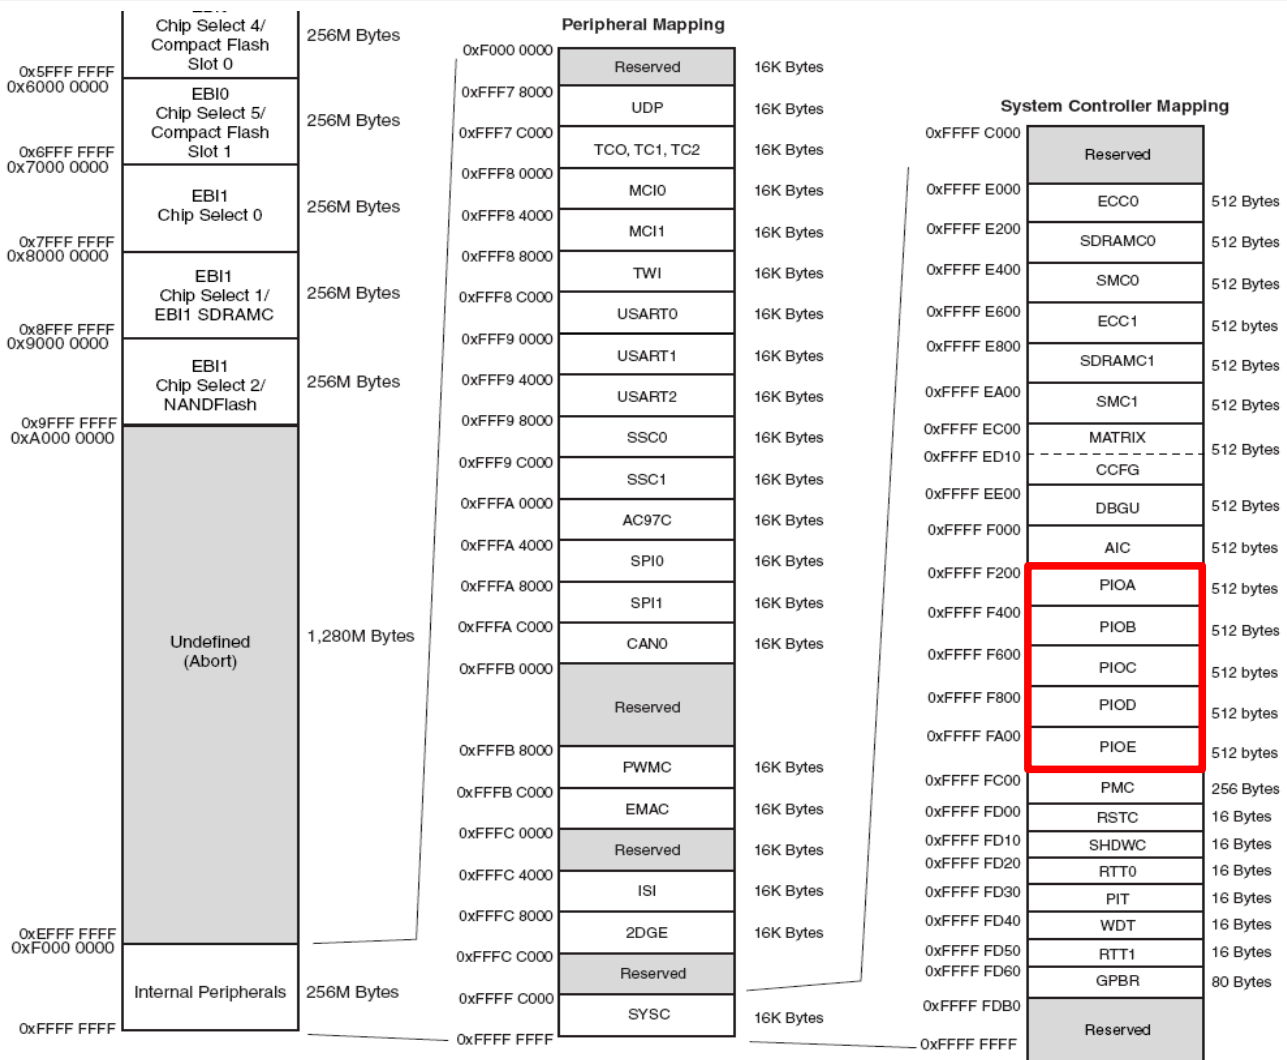 Chip Select 4/
Compact Flash
Slot 0
256M Bytes
0x5FFF FFFF
0x6000 0000
EBI0
Chip Select 5/
Compact Flash
Slot 1
256M Bytes
0x6FFF FFFF
0x7000 0000
EBI1
Chip Select 0
256M Bytes
0x7FFF FFFF
0x8000 0000
EBI1
Chip Select 1/
EBI1 SDRAMC
256M Bytes
0x8FFF FFFF
0x9000 0000
EBI1
Chip Select 2/
NANDFlash
256M Bytes
0x9FFF FFFF
0xA000 0000
Undefined
(Abort)
1,280M Bytes
0xEFFF FFFF
0xF000 0000
Internal Peripherals
256M Bytes
0xFFFF FFFF
Peripheral Mapping
0xF000 0000
Reserved 16K Bytes
0xFFF7 8000
UDP 16K Bytes
0xFFF7 C000
TCO, TC1, TC2 16K Bytes
0xFFF8 0000
MCI0 16K Bytes
0xFFF8 4000
MCI1 16K Bytes
0xFFF8 8000
TWI 16K Bytes
0xFFF8 C000
USART0 16K Bytes
0xFFF9 0000
USART1 16K Bytes
0xFFF9 4000
USART2 16K Bytes
0xFFF9 8000
SSC0 16K Bytes
0xFFF9 C000
SSC1 16K Bytes
0xFFFA 0000
AC97C 16K Bytes
0xFFFA 4000
SPI0 16K Bytes
0xFFFA 8000
SPI1 16K Bytes
0xFFFA C000
CAN0 16K Bytes
0xFFFB 0000
Reserved
0xFFFB 8000
PWMC 16K Bytes
0xFFFB C000
EMAC 16K Bytes
0xFFFC 0000
Reserved 16K Bytes
0xFFFC 4000
ISI 16K Bytes
0xFFFC 8000
2DGE 16K Bytes
0xFFFC C000
Reserved
0xFFFF C000
SYSC 16K Bytes
0xFFFF FFFF
System Controller Mapping
0xFFFF C000
Reserved
0xFFFF E000
ECC0 512 Bytes
0xFFFF E200
SDRAMC0 512 Bytes
0xFFFF E400
SMC0 512 Bytes
0xFFFF E600
ECC1 512 bytes
0xFFFF E800
SDRAMC1 512 Bytes
0xFFFF EA00
SMC1 512 Bytes
0xFFFF EC00
MATRIX
512 Bytes
0xFFFF ED10
CCFG
0xFFFF EE00
DBGU 512 Bytes
0xFFFF F000
AIC 512 bytes
0xFFFF F200
PIOA 512 bytes
0xFFFF F400
PIOB 512 Bytes
0xFFFF F600
PIOC 512 bytes
0xFFFF F800
PIOD 512 bytes
0xFFFF FA00
PIOE 512 bytes
0xFFFF FC00
PMC 256 Bytes
0xFFFF FD00
RSTC 16 Bytes
0xFFFF FD10
SHDWC 16 Bytes
0xFFFF FD20
RTT0 16 Bytes
0xFFFF FD30
PIT 16 Bytes
0xFFFF FD40
WDT 16 Bytes
0xFFFF FD50
RTT1 16 Bytes
0xFFFF FD60
GPBR 80 Bytes
0xFFFF FDB0
Reserved
0xFFFF FFFF